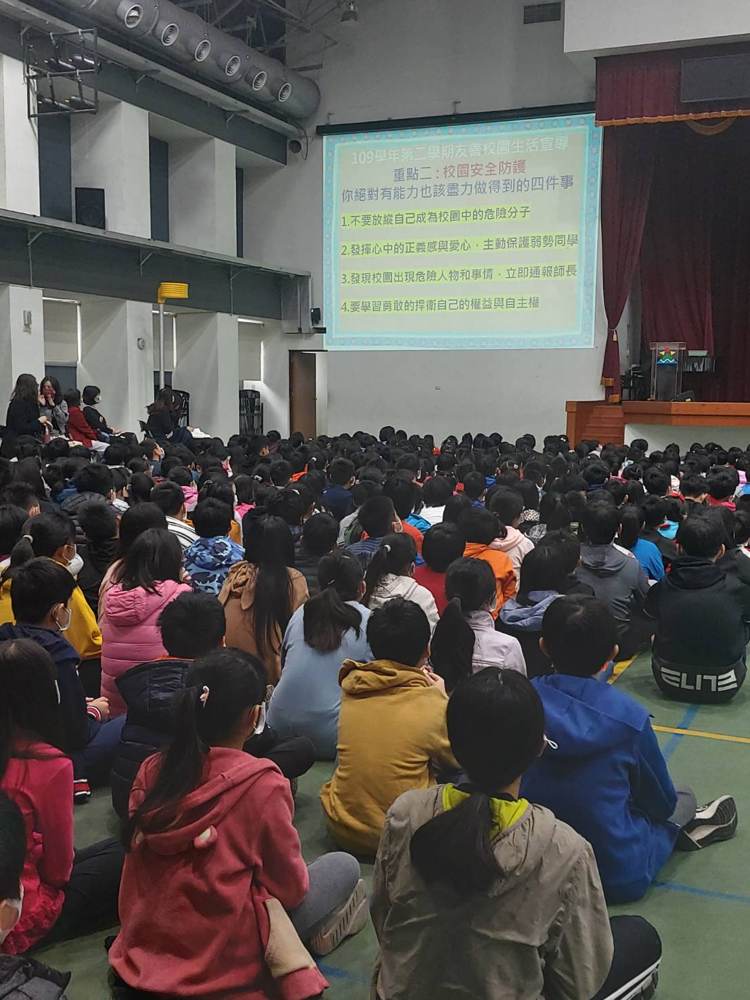 109學年第二學期友善校園生活宣導
重點二：校園安全防護
你絕對有能力也該盡力做得到的四件事
1.不要放縱自己成為校園中的危險分子
2.發揮心中的正義感與愛心，主動保護弱勢同學
3.發現校園出現危險人物和事情，立即通報師長
4.要學習勇敢的捍衛自己的權益與自主權
ELITE